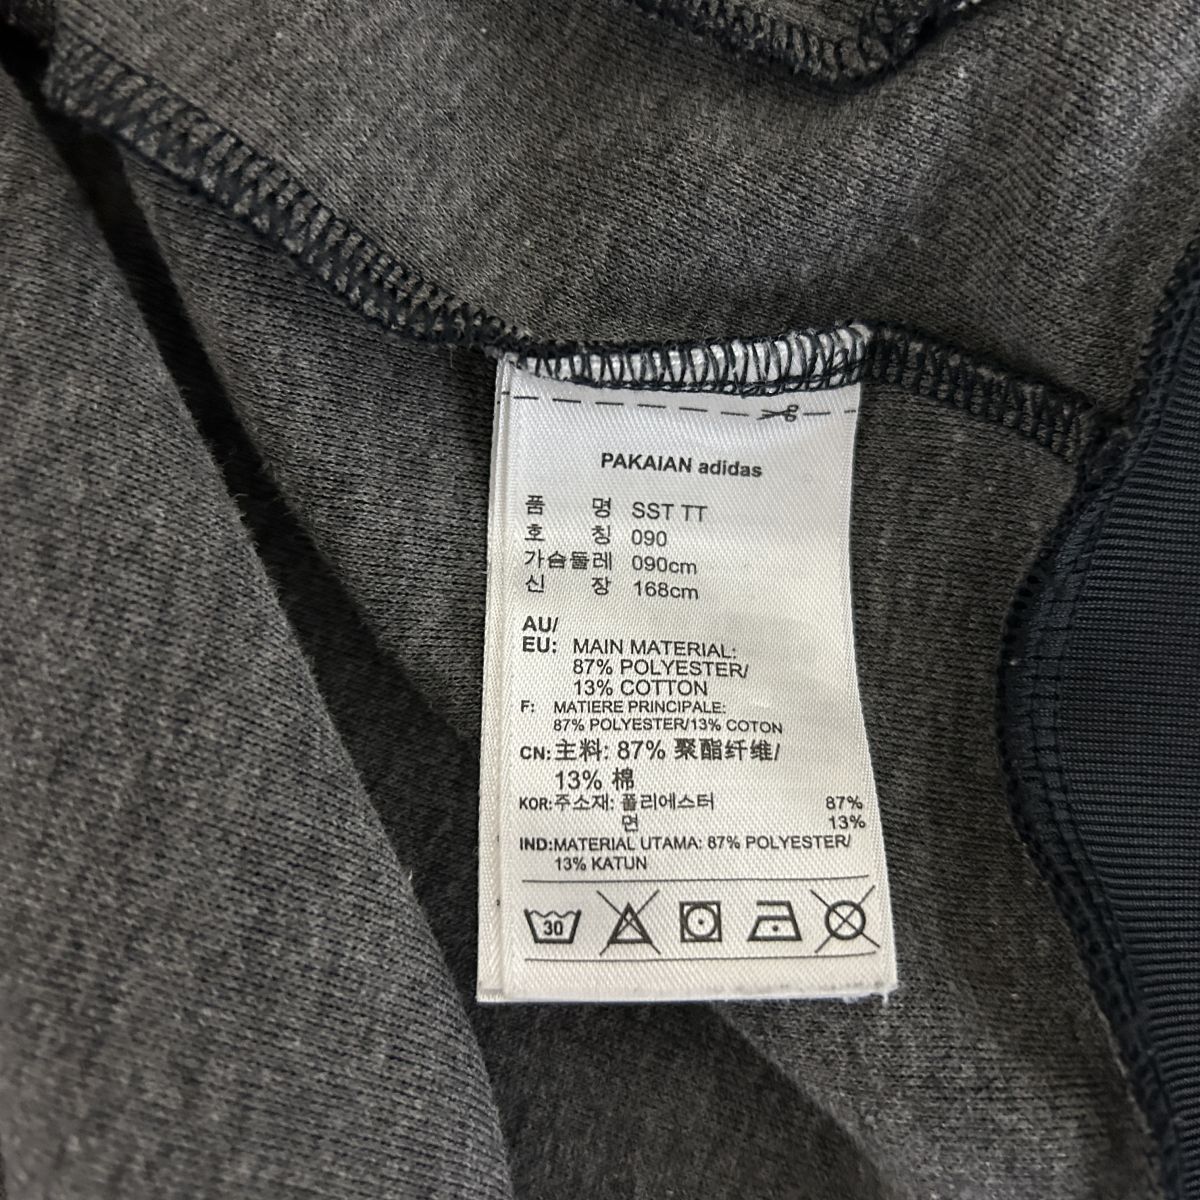 PAKAIAN adidas
품 명 SST TT
호 칭 090
가슴둘레 090cm
신 장 168cm
AU/
EU: MAIN MATERIAL:
87% POLYESTER/
13% COTTON
F: MATIERE PRINCIPALE:
87% POLYESTER/13% COTON
CN: 主料: 87% 聚酯纤维/
13% 棉
KOR:주소재: 폴리에스터 87%
면 13%
IND:MATERIAL UTAMA: 87% POLYESTER/
13% KATUN
30